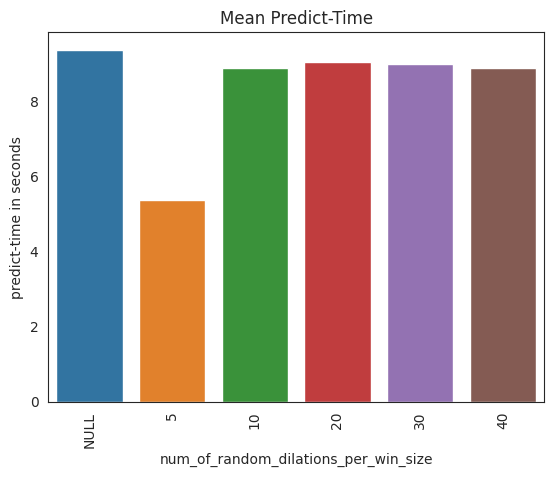 Mean Predict-Time
predict-time in seconds
8
6
4
2
0
NULL
5
10
20
30
40
num_of_random_dilations_per_win_size